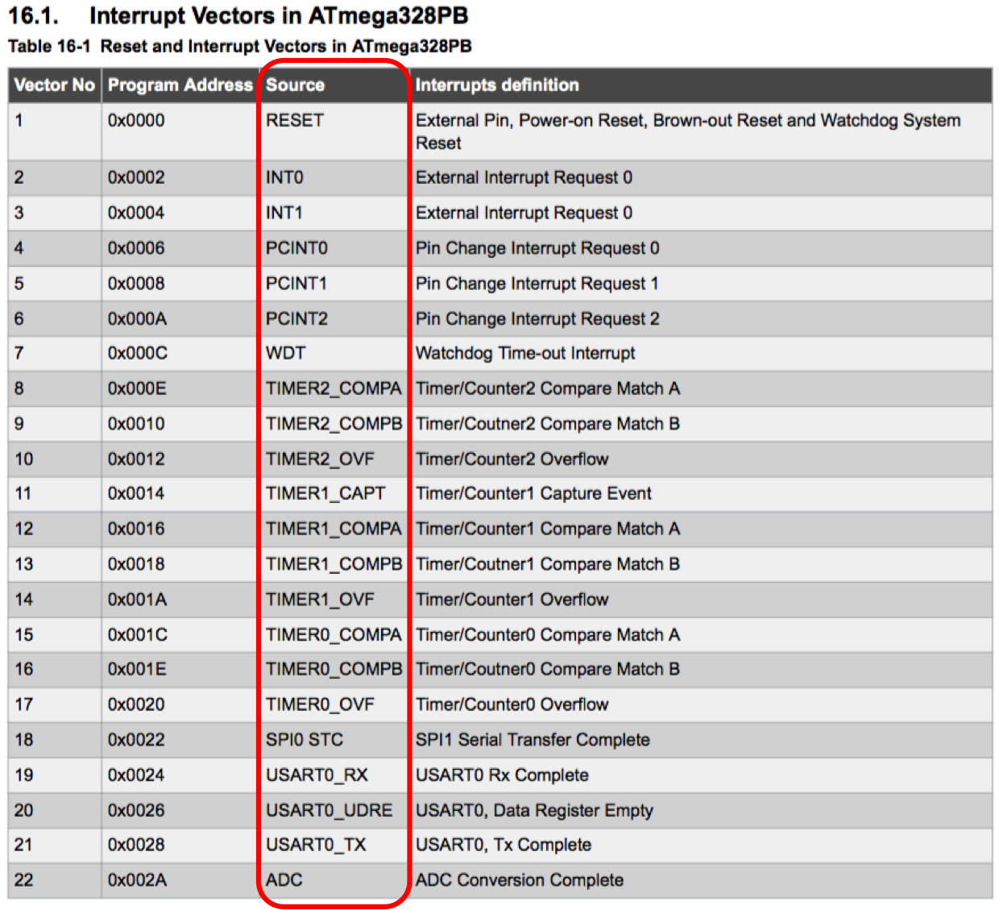 16.1. Interrupt Vectors in ATmega328PB
Table 16-1 Reset and Interrupt Vectors in ATmega328PB
Vector No Program Address Source Interrupts definition
1 0x0000 RESET External Pin, Power-on Reset, Brown-out Reset and Watchdog System
Reset
2 0x0002 INT0 External Interrupt Request 0
3 0x0004 INT1 External Interrupt Request 0
4 0x0006 PCINT0 Pin Change Interrupt Request 0
5 0x0008 PCINT1 Pin Change Interrupt Request 1
6 0x000A PCINT2 Pin Change Interrupt Request 2
7 0x000C WDT Watchdog Time-out Interrupt
8 0x000E TIMER2_COMPA Timer/Counter2 Compare Match A
9 0x0010 TIMER2_COMPB Timer/Coutner2 Compare Match B
10 0x0012 TIMER2_OVF Timer/Counter2 Overflow
11 0x0014 TIMER1_CAPT Timer/Counter1 Capture Event
12 0x0016 TIMER1_COMPA Timer/Counter1 Compare Match A
13 0x0018 TIMER1_COMPB Timer/Coutner1 Compare Match B
14 0x001A TIMER1_OVF Timer/Counter1 Overflow
15 0x001C TIMER0_COMPA Timer/Counter0 Compare Match A
16 0x001E TIMER0_COMPB Timer/Coutner0 Compare Match B
17 0x0020 TIMER0_OVF Timer/Counter0 Overflow
18 0x0022 SPI0 STC SPI1 Serial Transfer Complete
19 0x0024 USART0_RX USART0 Rx Complete
20 0x0026 USART0_UDRE USART0, Data Register Empty
21 0x0028 USART0_TX USART0, Tx Complete
22 0x002A ADC ADC Conversion Complete